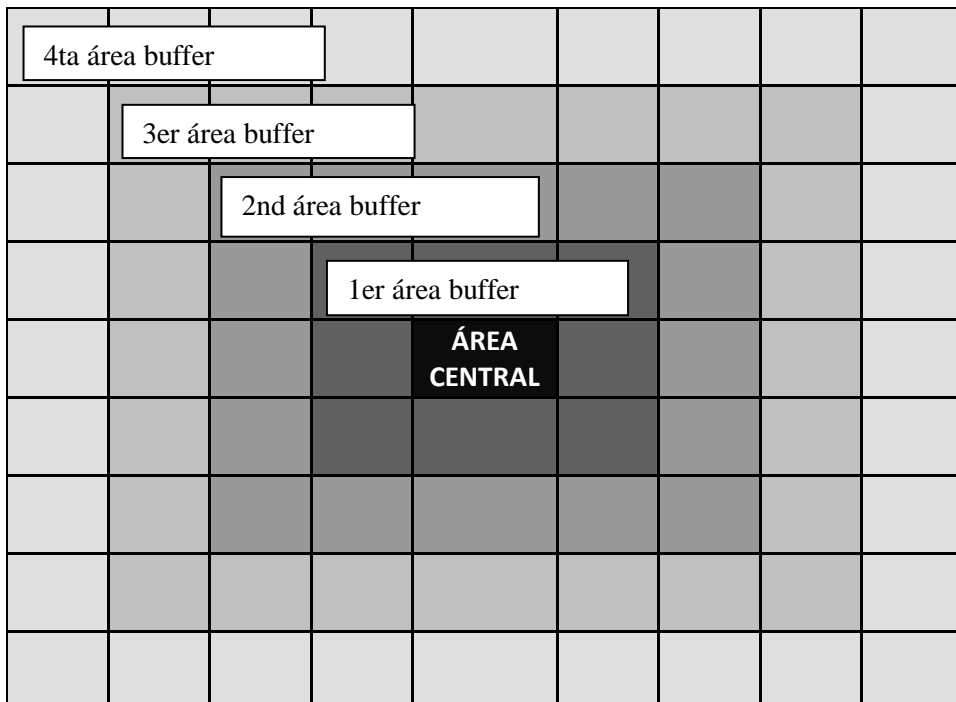 4ta área buffer
3er área buffer
2nd área buffer
1er área buffer
ÁREA
CENTRAL